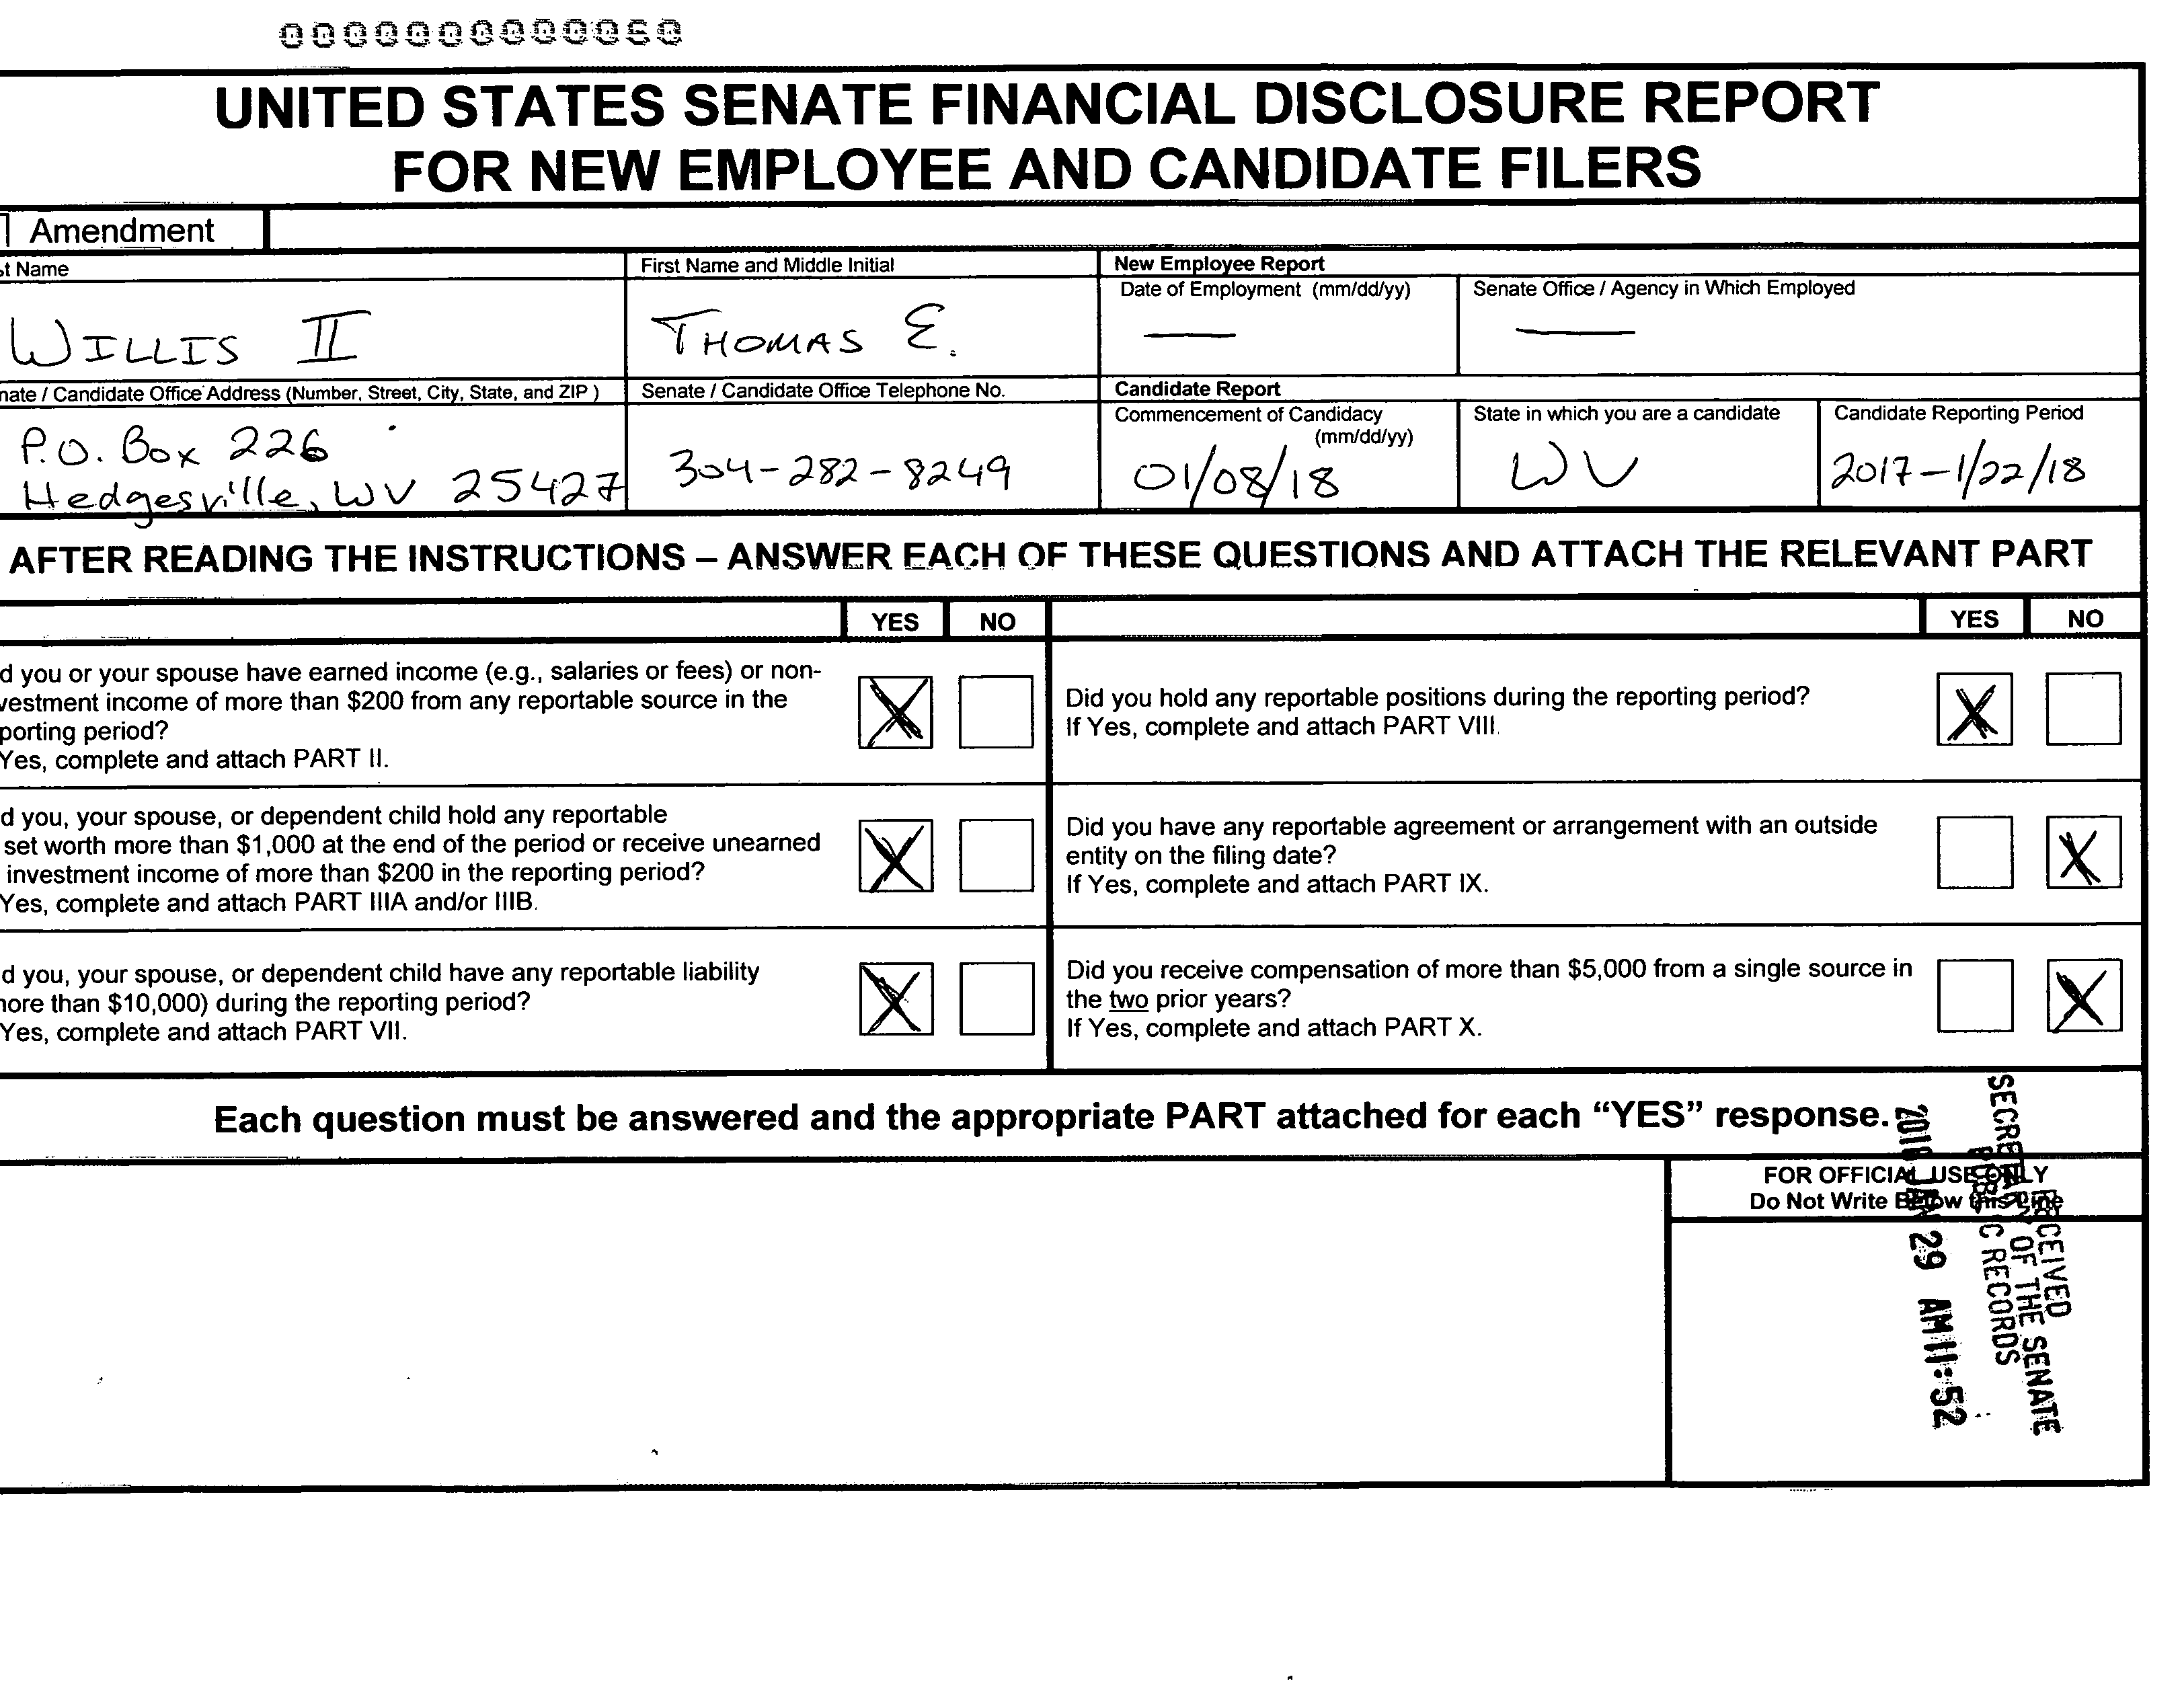 UNITED STATES SENATE FINANCIAL DISCLOSURE REPORT
FOR NEW EMPLOYEE AND CANDIDATE FILERS
Amendment
st Name
First Name and Middle Initial
New Employee Report
Date of Employment (mm/dd/yy)
Senate Office / Agency in Which Employed
WILLIS II
THOMAS E.
—
—
nate / Candidate Office Address (Number, Street, City, State, and ZIP )
Senate / Candidate Office Telephone No.
Candidate Report
Commencement of Candidacy
(mm/dd/yy)
State in which you are a candidate
Candidate Reporting Period
P.O. Box 226
Hedgesville, WV 25427
304-282-8249
01/08/18
WV
2017-1/22/18
AFTER READING THE INSTRUCTIONS – ANSWER EACH OF THESE QUESTIONS AND ATTACH THE RELEVANT PART
YES NO
YES NO
d you or your spouse have earned income (e.g., salaries or fees) or non-
vestment income of more than $200 from any reportable source in the
porting period?
Yes, complete and attach PART II.
X
Did you hold any reportable positions during the reporting period?
If Yes, complete and attach PART VIII.
X
d you, your spouse, or dependent child hold any reportable
set worth more than $1,000 at the end of the period or receive unearned
investment income of more than $200 in the reporting period?
Yes, complete and attach PART IIIA and/or IIIB.
X
Did you have any reportable agreement or arrangement with an outside
entity on the filing date?
If Yes, complete and attach PART IX.
X
d you, your spouse, or dependent child have any reportable liability
nore than $10,000) during the reporting period?
Yes, complete and attach PART VII.
X
Did you receive compensation of more than $5,000 from a single source in
the two prior years?
If Yes, complete and attach PART X.
X
Each question must be answered and the appropriate PART attached for each “YES” response.
FOR OFFICIAL USE ONLY
Do Not Write Below this Line
RECEIVED
SECRETARY OF THE SENATE
PUBLIC RECORDS
2018 JAN 29 AM 11:52